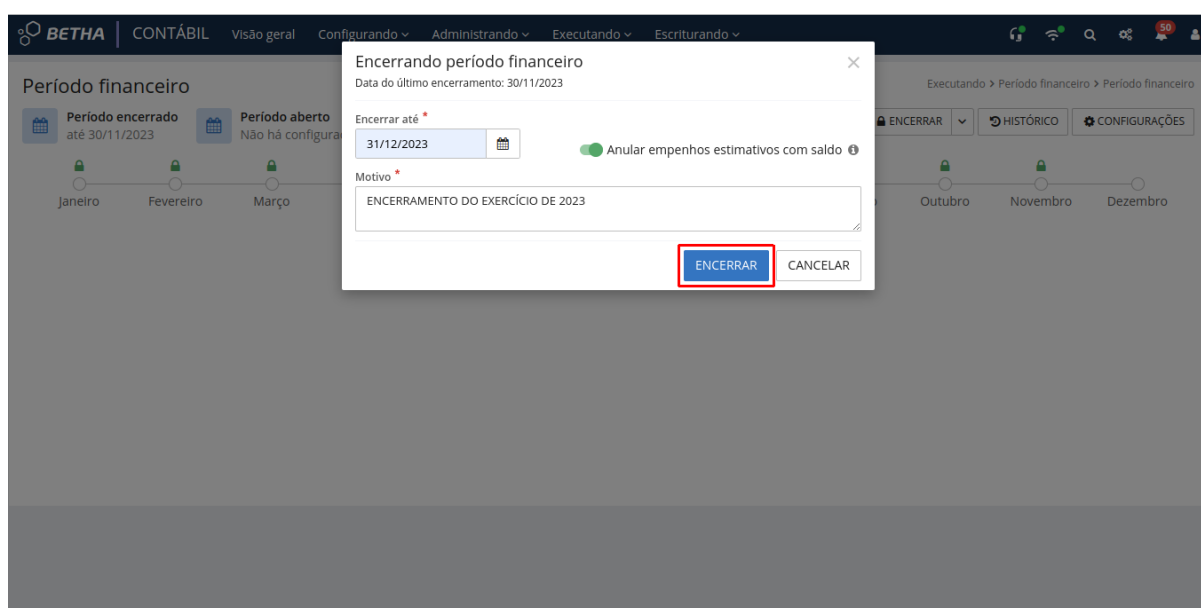 BETHA CONTÁBIL Visão geral Configurando Administrando Executando Escriturando 50
Período financeiro
Executando > Período financeiro > Período financeiro
Período encerrado
até 30/11/2023
Período aberto
Não há configura
ENCERRAR HISTÓRICO CONFIGURAÇÕES
Janeiro Fevereiro Março Outubro Novembro Dezembro
Encerrando período financeiro
Data do último encerramento: 30/11/2023
Encerrar até *
31/12/2023
Anular empenhos estimativos com saldo
Motivo *
ENCERRAMENTO DO EXERCÍCIO DE 2023
ENCERRAR CANCELAR